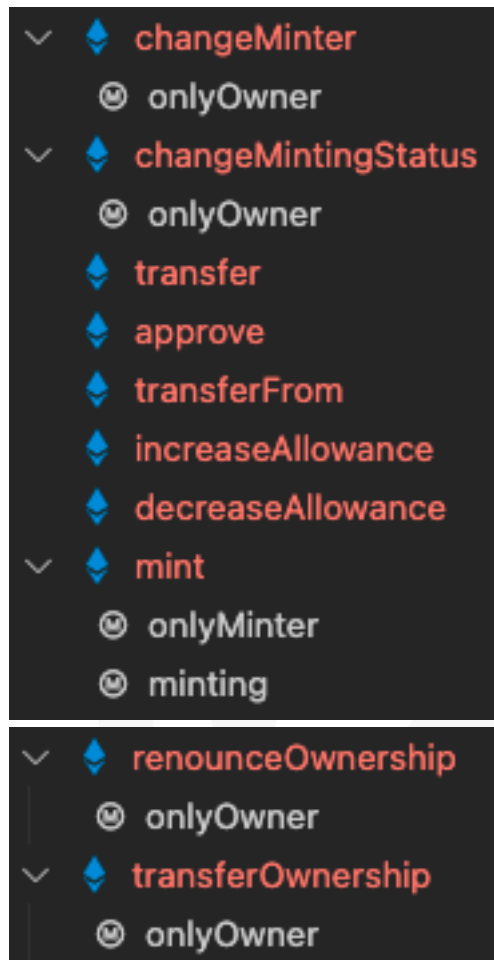 changeMinter
onlyOwner
changeMintingStatus
onlyOwner
transfer
approve
transferFrom
increaseAllowance
decreaseAllowance
mint
onlyMinter
minting
renounceOwnership
onlyOwner
transferOwnership
onlyOwner